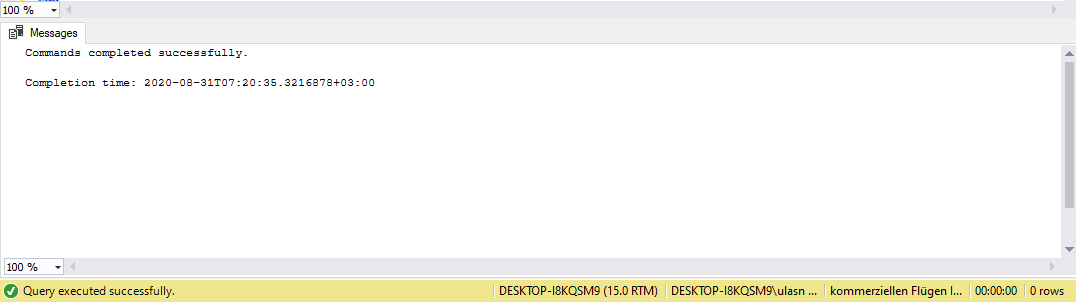 100 %
Messages
Commands completed successfully.
Completion time: 2020-08-31T07:20:35.3216878+03:00
100 %
Query executed successfully. DESKTOP-I8KQSM9 (15.0 RTM) DESKTOP-I8KQSM9\ulasn ... kommerziellen Flügen I... 00:00:00 0 rows